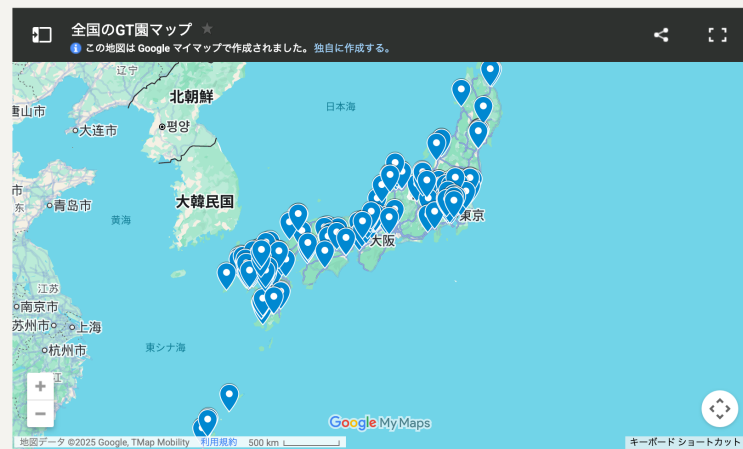 全国のGT園マップ
この地図は Google マイマップで作成されました。独自に作成する。
辽宁
北朝鮮
唐山市
大连市
평양
日本海
大韓民国
市
东
青岛市
黄海
東京
大阪
江苏
南京市
苏州市
上海
杭州市
江
東シナ海
+
−
Google My Maps
地図データ ©2025 Google, TMap Mobility 利用規約 500 km
キーボード ショートカット